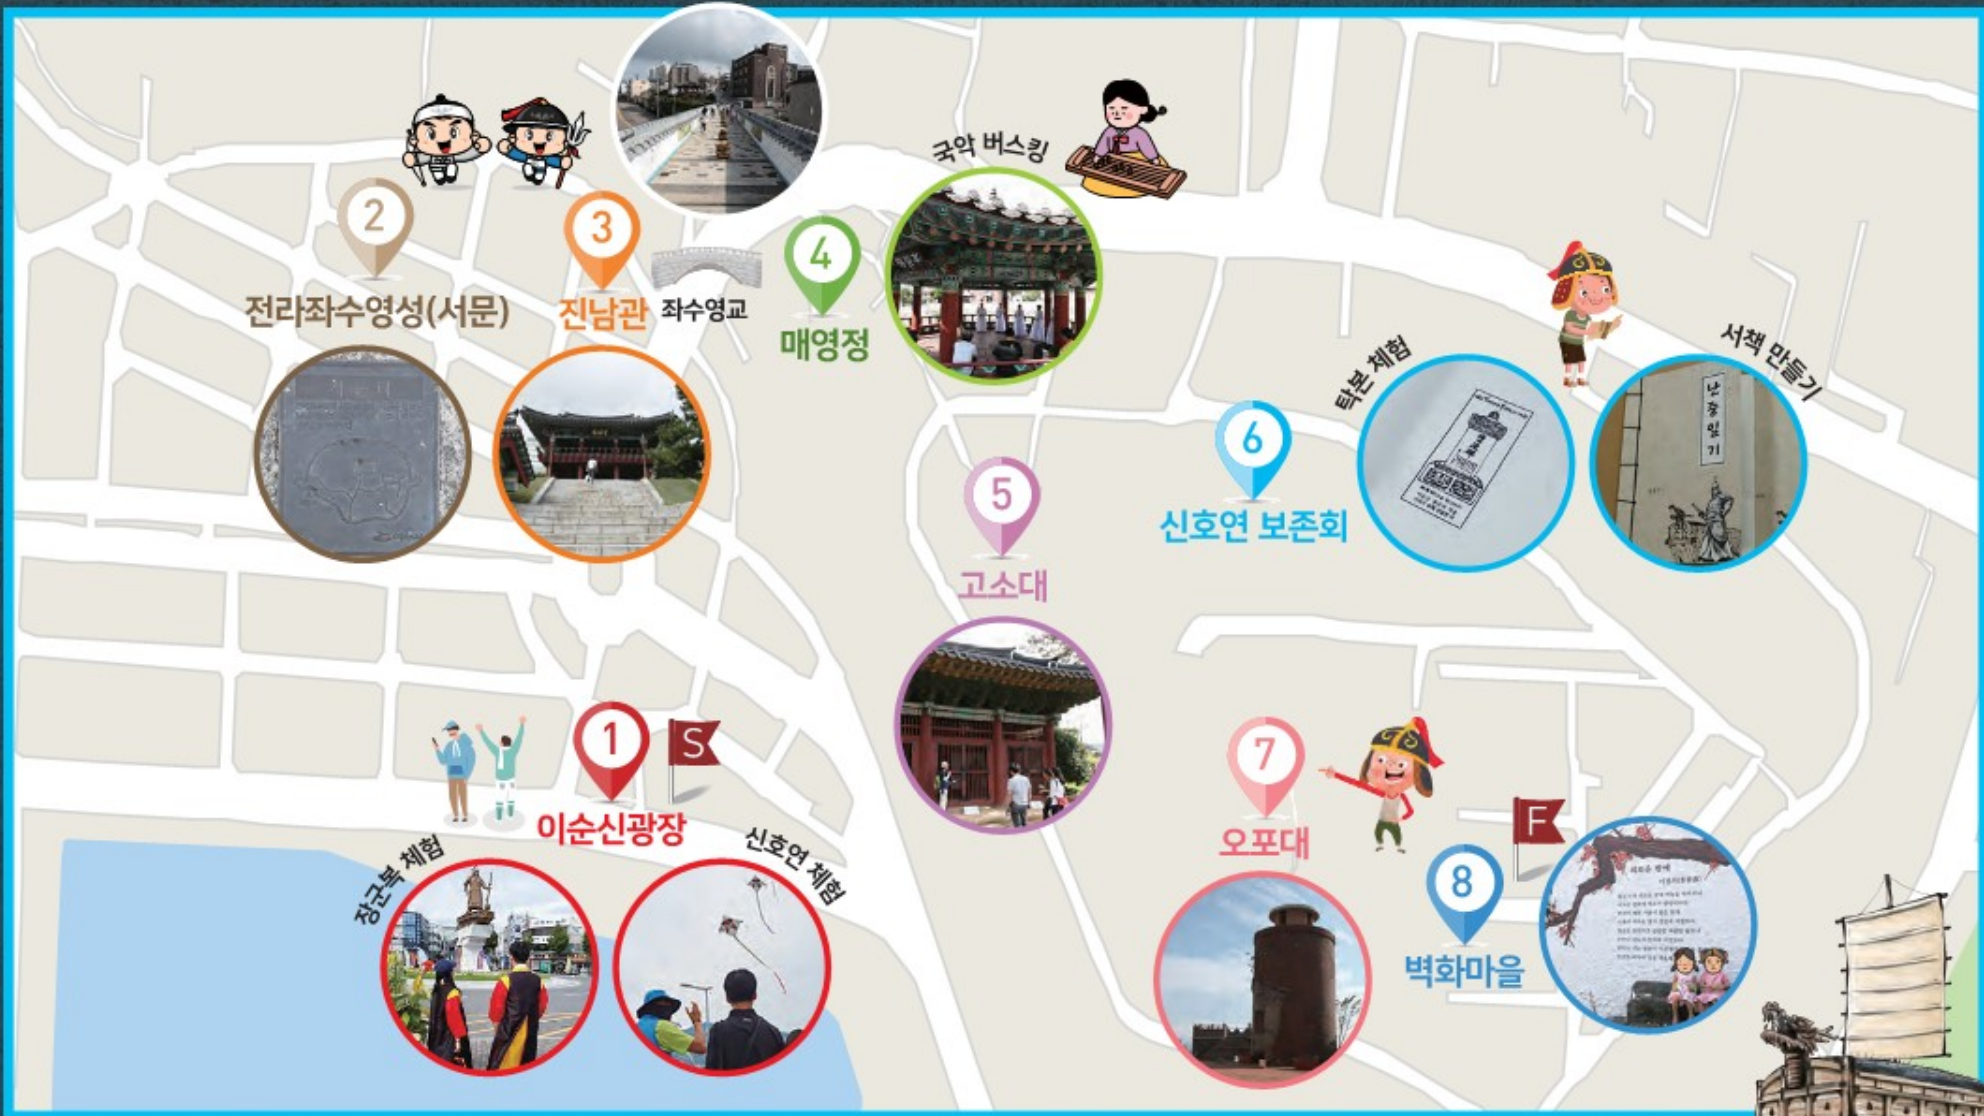 국악 버스킹
2
3
4
전라좌수영성(서문)
진남관
좌수영교
매영정
탁본 체험
서책 만들기
난중일기
5
6
고소대
신호연 보존회
1
S
이순신광장
장군복 체험
신호연 체험
7
오포대
F
8
벽화마을